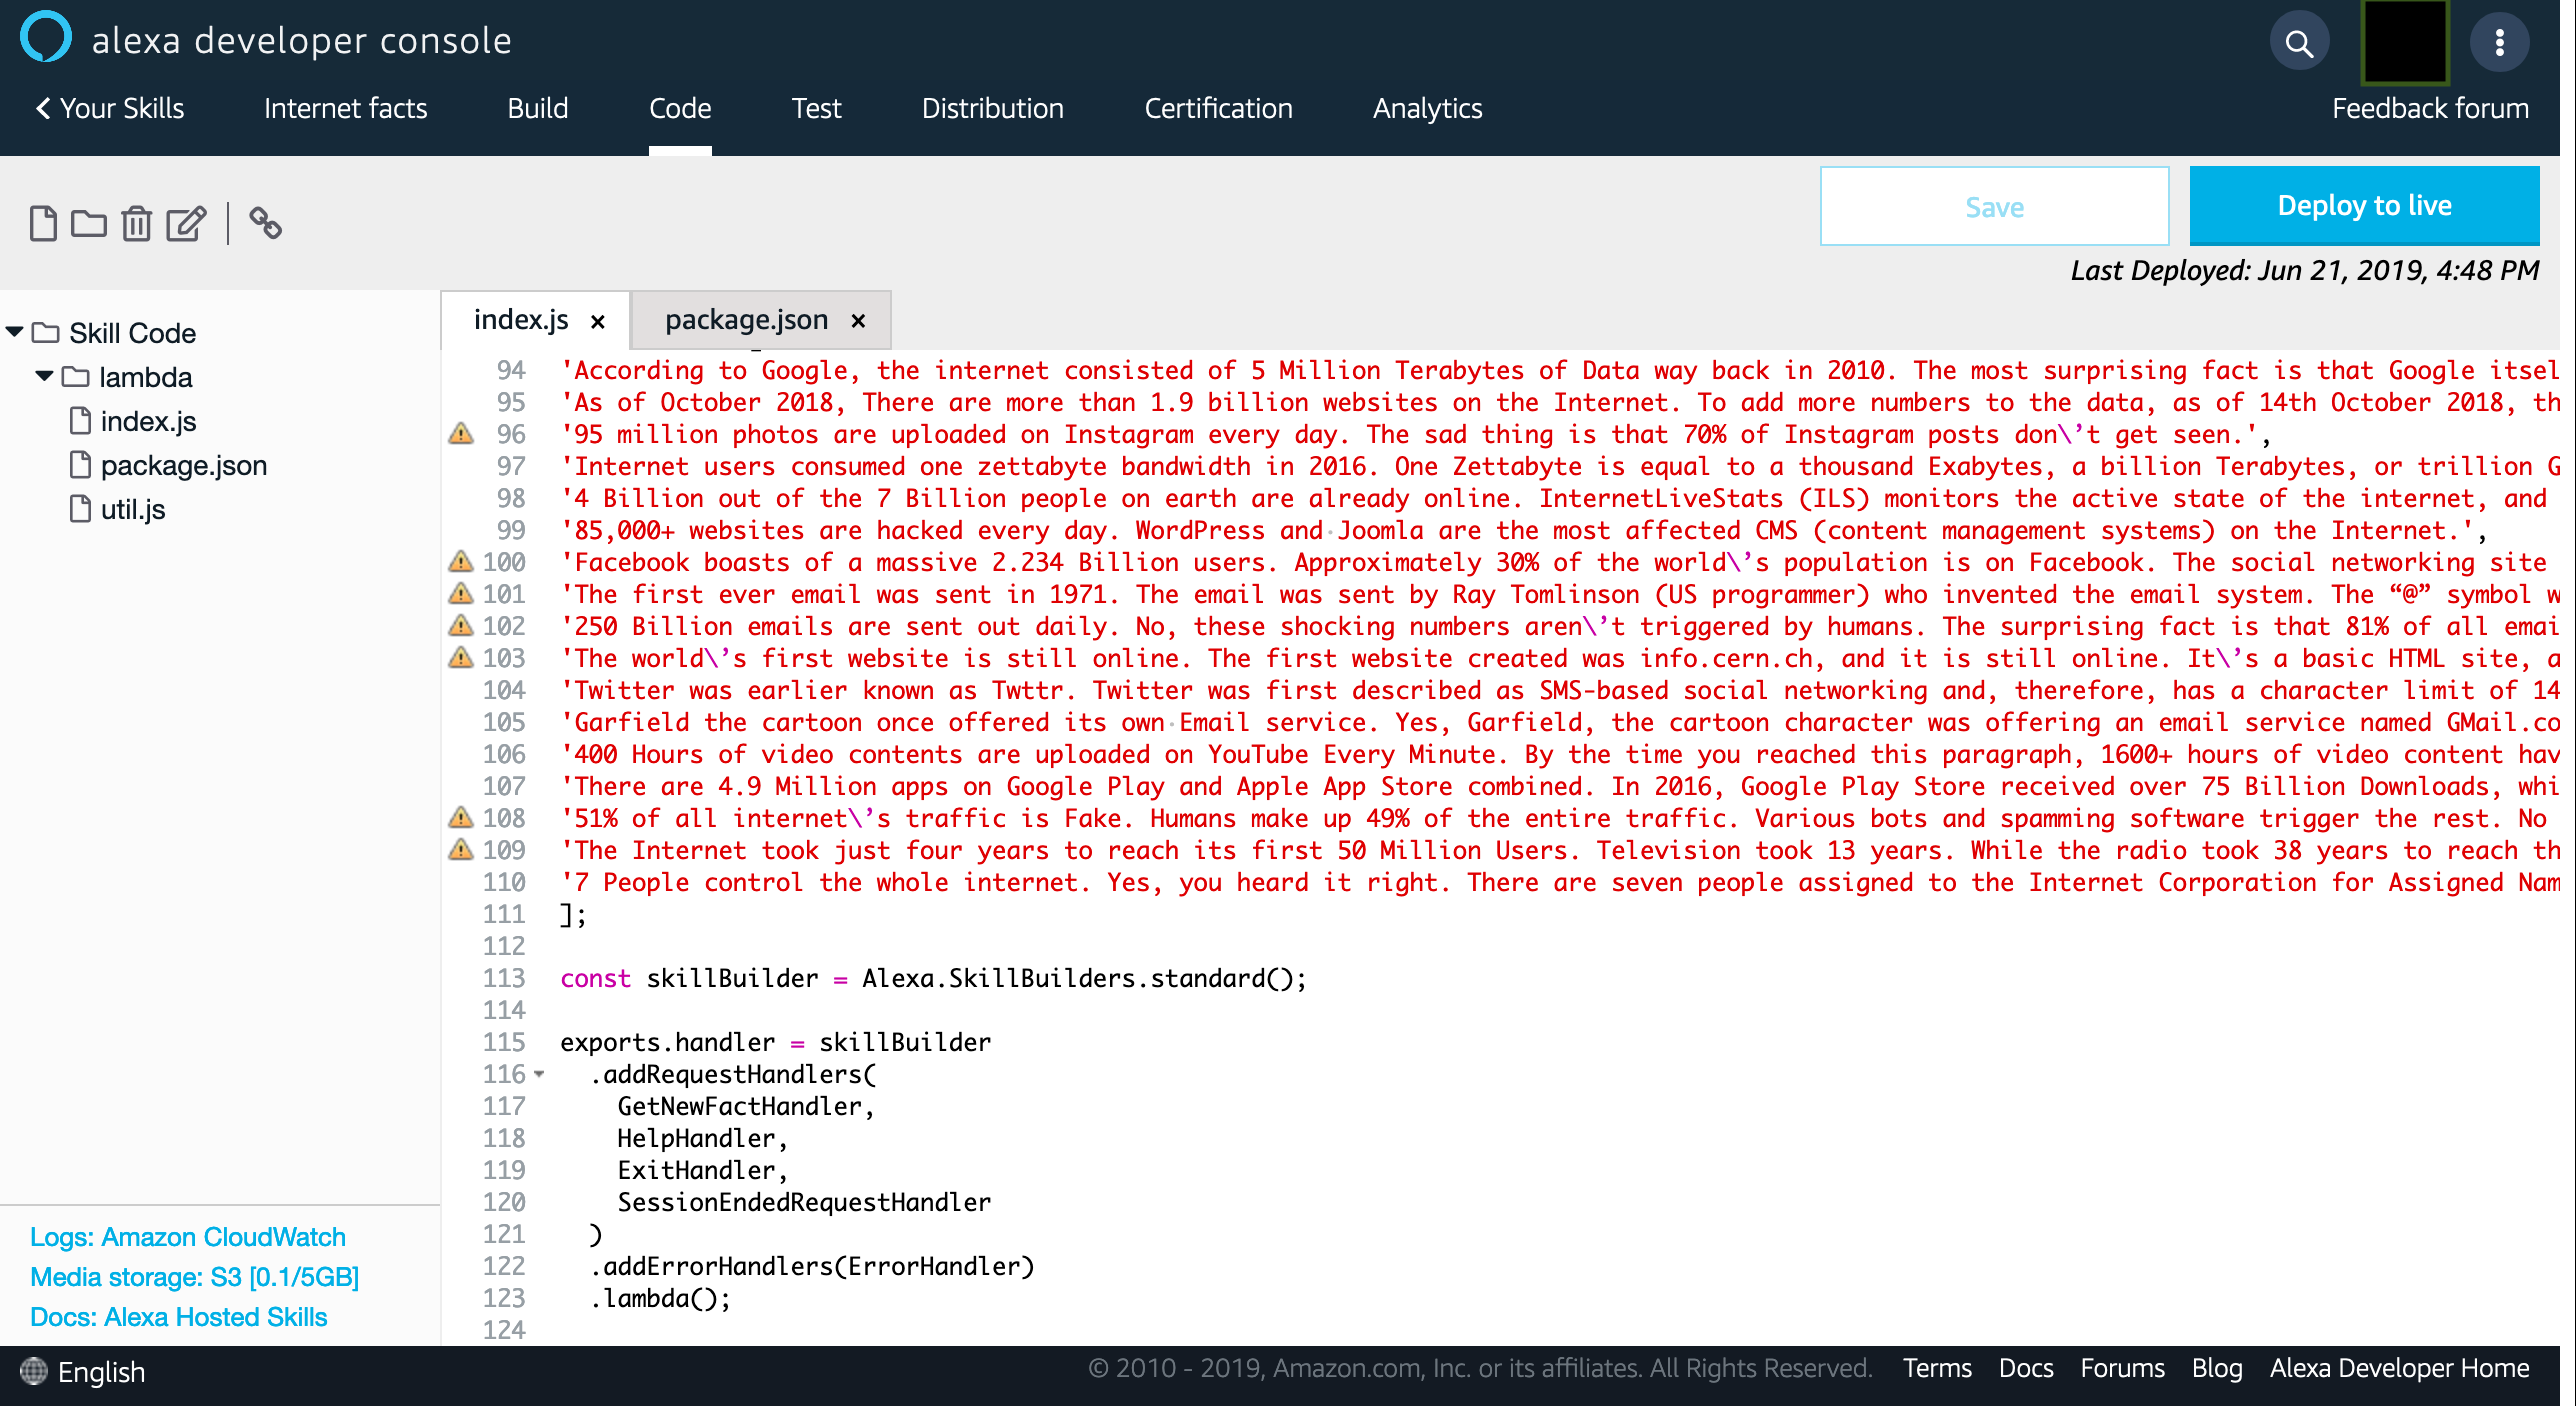 alexa developer console
Your Skills Internet facts Build Code Test Distribution Certification Analytics Feedback forum
Save Deploy to live
Last Deployed: Jun 21, 2019, 4:48 PM
Skill Code
lambda
index.js
package.json
util.js
Logs: Amazon CloudWatch
Media storage: S3 [0.1/5GB]
Docs: Alexa Hosted Skills
index.js × package.json ×
94 'According to Google, the internet consisted of 5 Million Terabytes of Data way back in 2010. The most surprising fact is that Google itsel
95 'As of October 2018, There are more than 1.9 billion websites on the Internet. To add more numbers to the data, as of 14th October 2018, th
96 '95 million photos are uploaded on Instagram every day. The sad thing is that 70% of Instagram posts don\’t get seen.',
97 'Internet users consumed one zettabyte bandwidth in 2016. One Zettabyte is equal to a thousand Exabytes, a billion Terabytes, or trillion G
98 '4 Billion out of the 7 Billion people on earth are already online. InternetLiveStats (ILS) monitors the active state of the internet, and
99 '85,000+ websites are hacked every day. WordPress and·Joomla are the most affected CMS (content management systems) on the Internet.',
100 'Facebook boasts of a massive 2.234 Billion users. Approximately 30% of the world\’s population is on Facebook. The social networking site
101 'The first ever email was sent in 1971. The email was sent by Ray Tomlinson (US programmer) who invented the email system. The “@” symbol w
102 '250 Billion emails are sent out daily. No, these shocking numbers aren\’t triggered by humans. The surprising fact is that 81% of all emai
103 'The world\’s first website is still online. The first website created was info.cern.ch, and it is still online. It\’s a basic HTML site, a
104 'Twitter was earlier known as Twttr. Twitter was first described as SMS-based social networking and, therefore, has a character limit of 14
105 'Garfield the cartoon once offered its own·Email service. Yes, Garfield, the cartoon character was offering an email service named GMail.co
106 '400 Hours of video contents are uploaded on YouTube Every Minute. By the time you reached this paragraph, 1600+ hours of video content hav
107 'There are 4.9 Million apps on Google Play and Apple App Store combined. In 2016, Google Play Store received over 75 Billion Downloads, whi
108 '51% of all internet\’s traffic is Fake. Humans make up 49% of the entire traffic. Various bots and spamming software trigger the rest. No
109 'The Internet took just four years to reach its first 50 Million Users. Television took 13 years. While the radio took 38 years to reach th
110 '7 People control the whole internet. Yes, you heard it right. There are seven people assigned to the Internet Corporation for Assigned Nam
111 ];
112
113 const skillBuilder = Alexa.SkillBuilders.standard();
114
115 exports.handler = skillBuilder
116 .addRequestHandlers(
117 GetNewFactHandler,
118 HelpHandler,
119 ExitHandler,
120 SessionEndedRequestHandler
121 )
122 .addErrorHandlers(ErrorHandler)
123 .lambda();
124
English © 2010 - 2019, Amazon.com, Inc. or its affiliates. All Rights Reserved. Terms Docs Forums Blog Alexa Developer Home